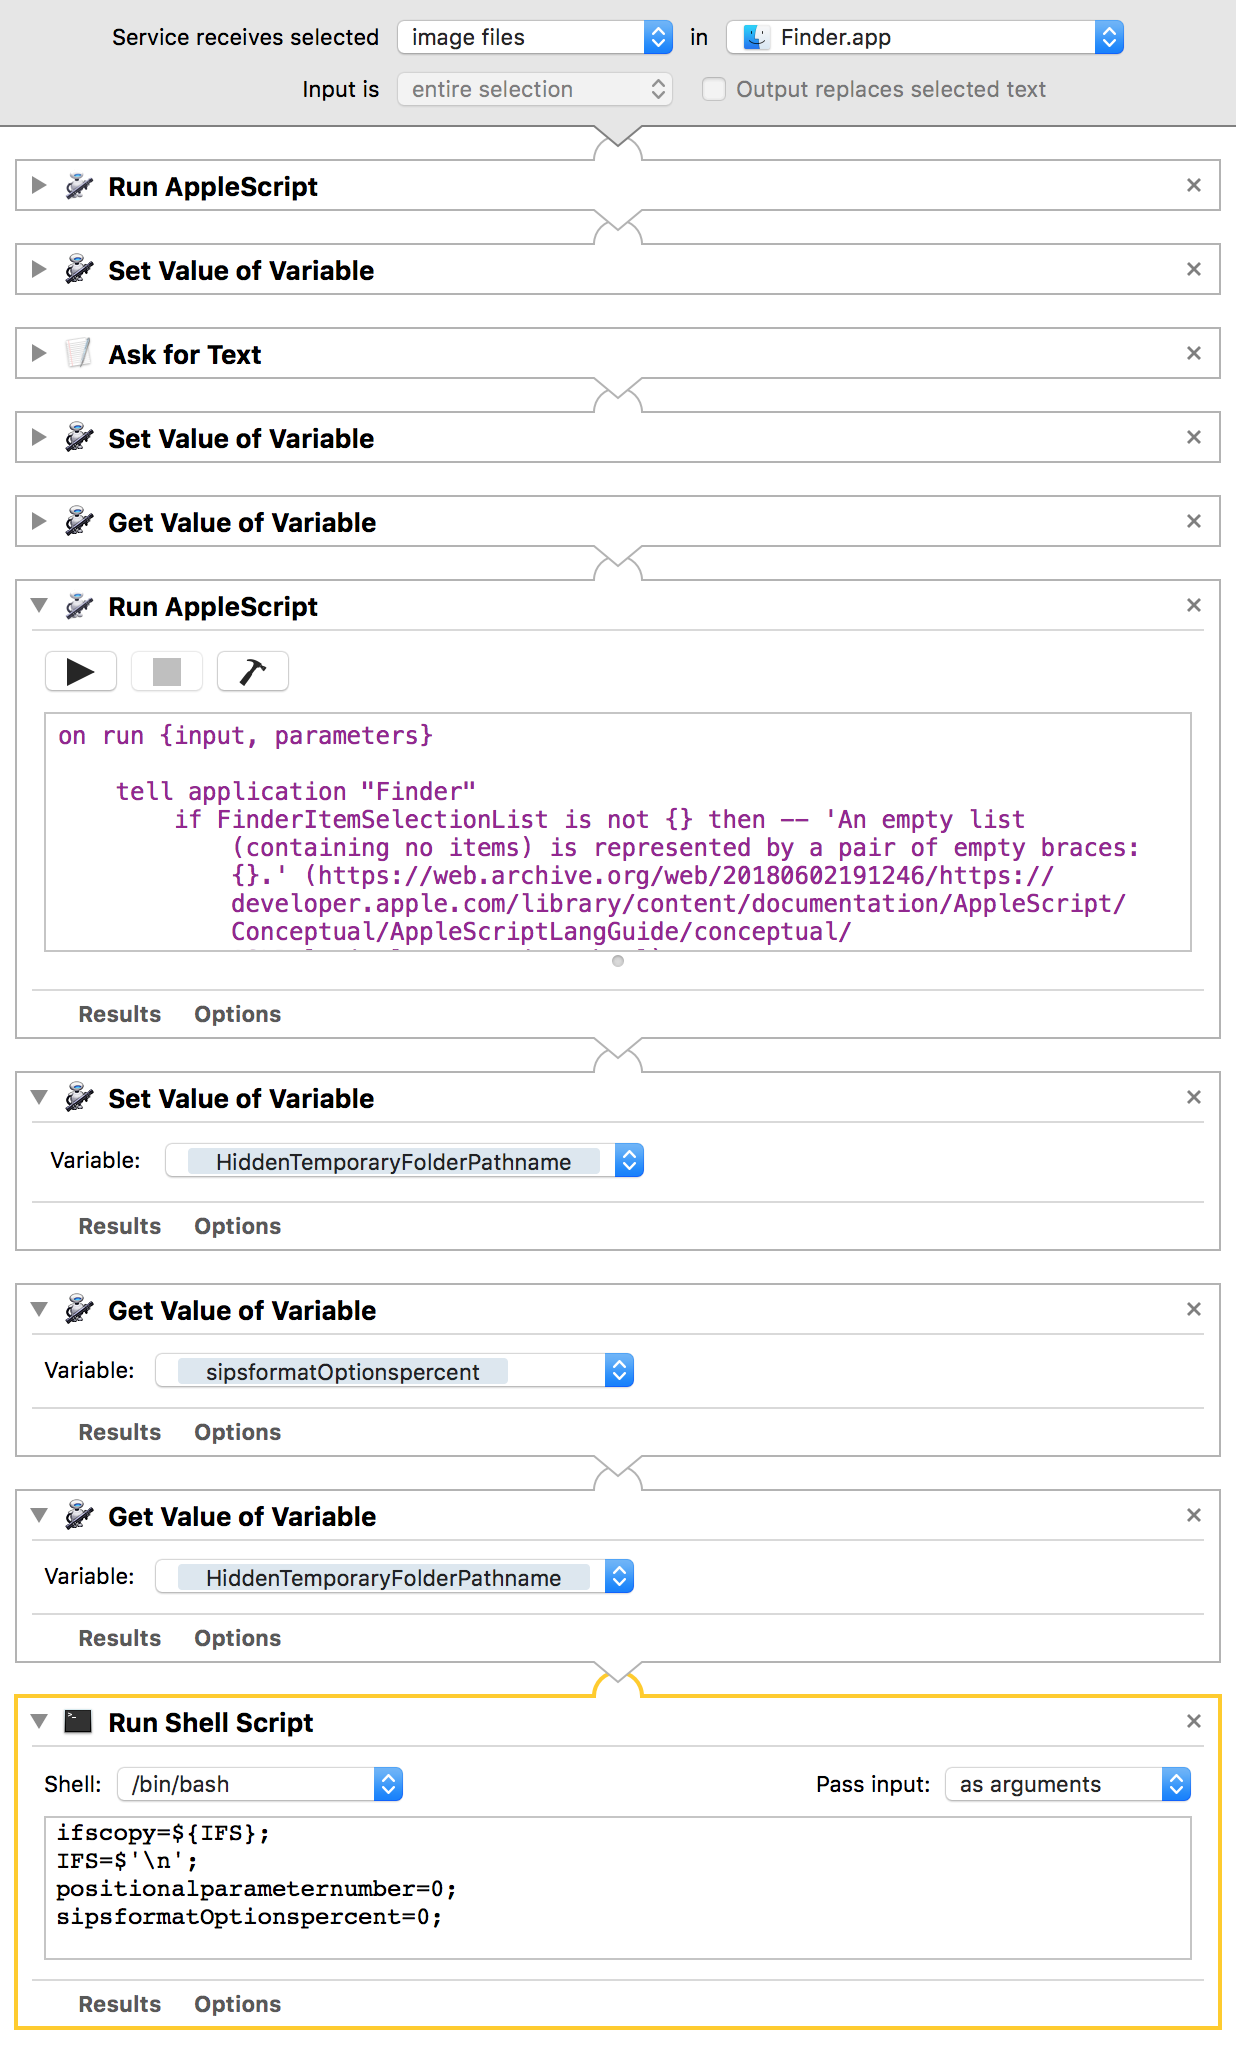 Service receives selected image files in Finder.app
Input is entire selection Output replaces selected text
Run AppleScript
Set Value of Variable
Ask for Text
Set Value of Variable
Get Value of Variable
Run AppleScript
on run {input, parameters}
tell application "Finder"
if FinderItemSelectionList is not {} then -- 'An empty list
(containing no items) is represented by a pair of empty braces:
{}.' (https://web.archive.org/web/20180602191246/https://
developer.apple.com/library/content/documentation/AppleScript/
Conceptual/AppleScriptLangGuide/conceptual/
Results Options
Set Value of Variable
Variable: HiddenTemporaryFolderPathname
Results Options
Get Value of Variable
Variable: sipsformatOptionspercent
Results Options
Get Value of Variable
Variable: HiddenTemporaryFolderPathname
Results Options
Run Shell Script
Shell: /bin/bash Pass input: as arguments
ifscopy=${IFS};
IFS=$'\n';
positionalparameternumber=0;
sipsformatOptionspercent=0;
Results Options